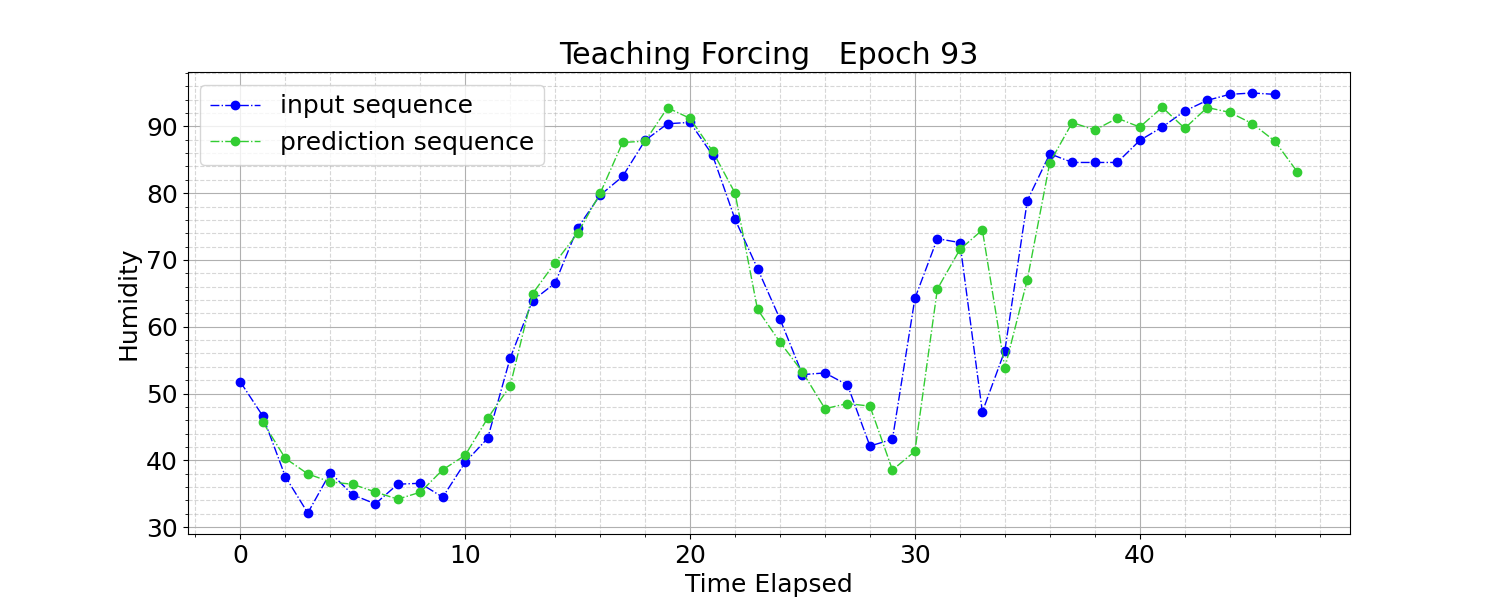 Teaching Forcing   Epoch 93
input sequence
prediction sequence
Humidity
90
80
70
60
50
40
30
0 10 20 30 40
Time Elapsed